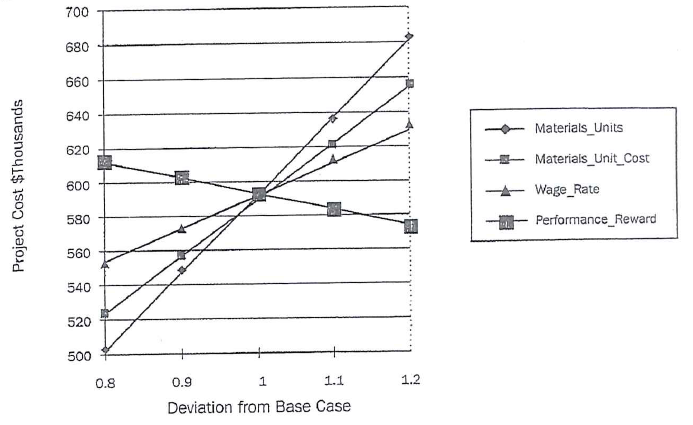 700
680
660
640
620
600
580
560
540
520
500
Project Cost $Thousands
0.8 0.9 1 1.1 1.2
Deviation from Base Case
Materials_Units
Materials_Unit_Cost
Wage_Rate
Performance_Reward